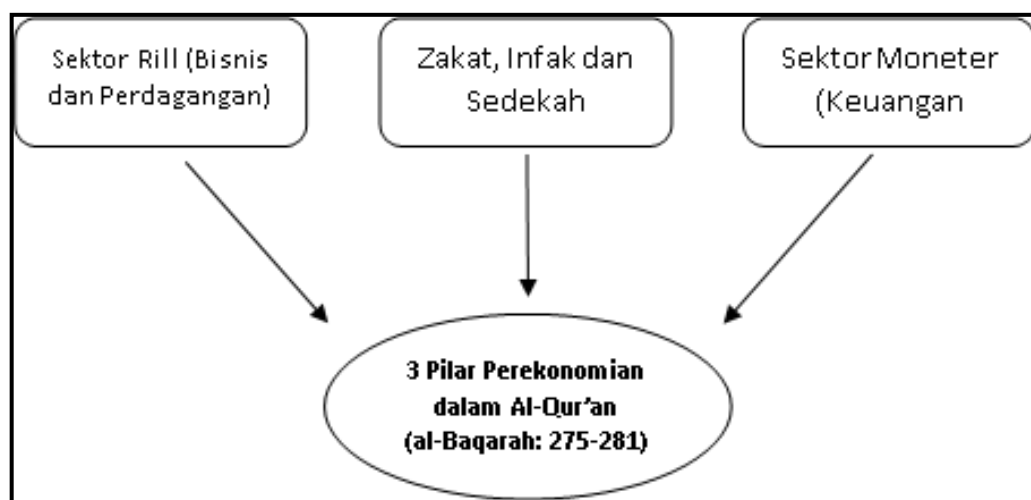 Sektor Rill (Bisnis
dan Perdagangan)
Zakat, Infak dan
Sedekah
Sektor Moneter
(Keuangan
3 Pilar Perekonomian
dalam Al-Qur'an
(al-Baqarah: 275-281)